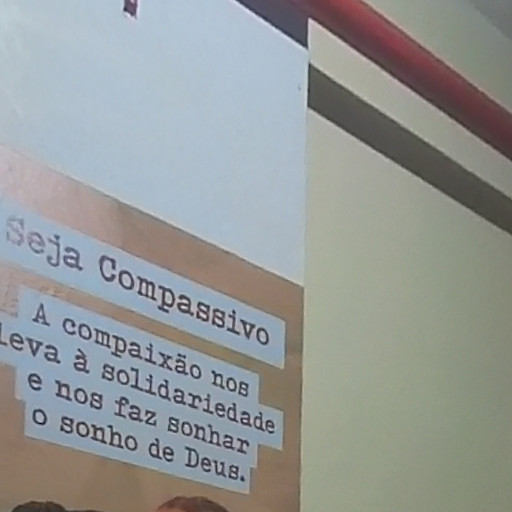 Seja Compassivo
A compaixão nos
leva à solidariedade
e nos faz sonhar
o sonho de Deus.